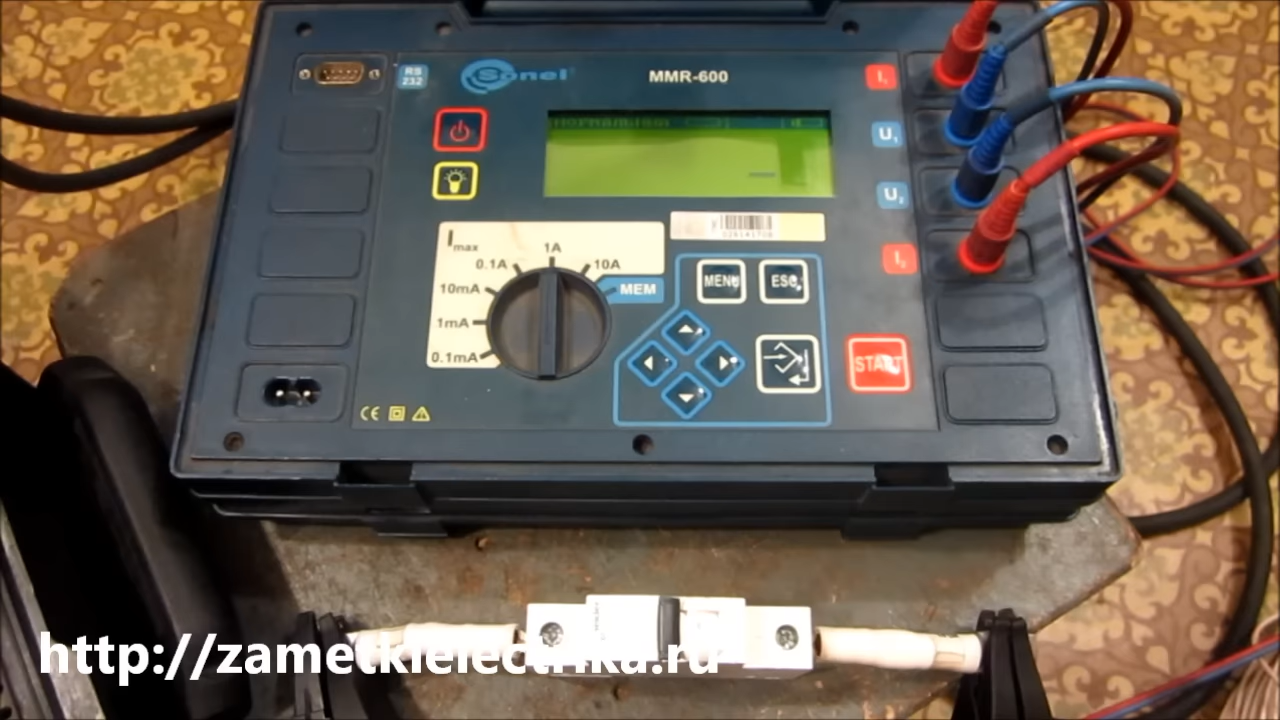 RS
232
Sonel
MMR-600
I₁
U₁
U₂
I₂
Imax
0.1A
1A
10A
10mA
MEM
1mA
0.1mA
MENU
ESC
START
CE
http://zametkielectrika.ru